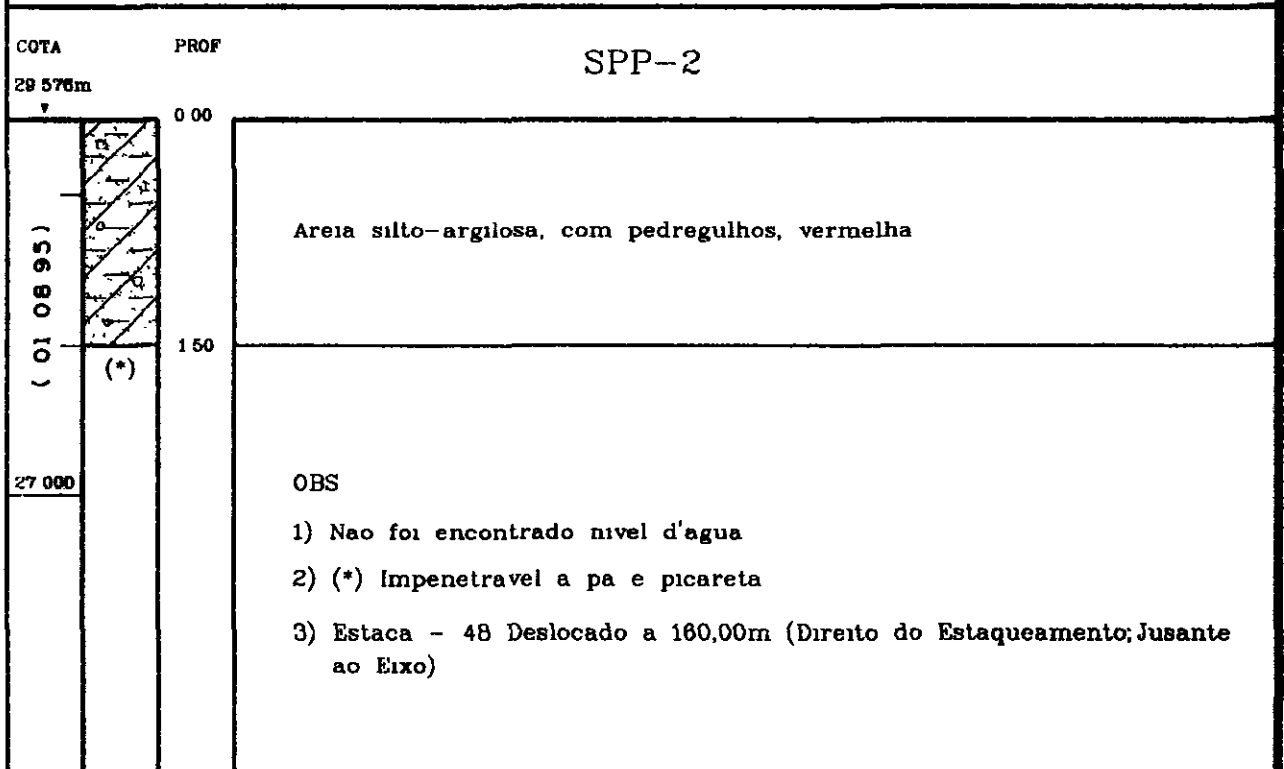 COTA
PROF
SPP-2
29 576m
0 00
Areia silto-argilosa, com pedregulhos, vermelha
( 01 08 95)
1 50
(*)
27 000
OBS
1) Nao foi encontrado nivel d'agua
2) (*) Impenetravel a pa e picareta
3) Estaca - 48 Deslocado a 160,00m (Direito do Estaqueamento; Jusante
ao Eixo)